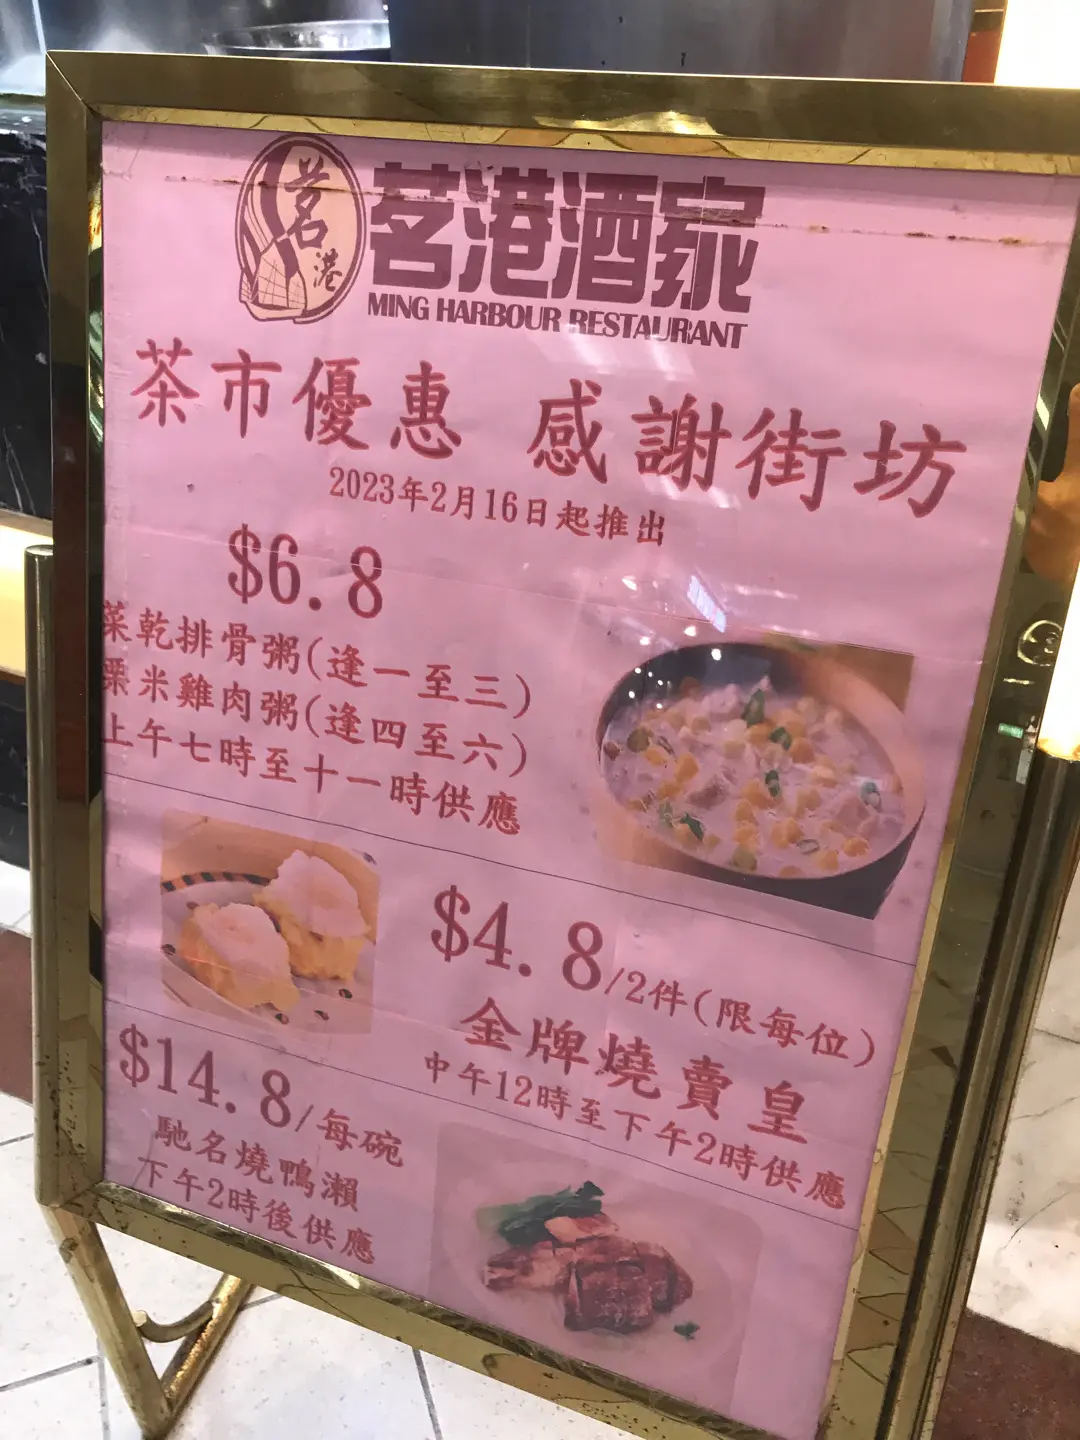 茗港
茗港酒家
MING HARBOUR RESTAURANT
茶市優惠 感謝街坊
2023年2月16日起推出
$6.8
菜乾排骨粥(逢一至三)
粟米雞肉粥(逢四至六)
上午七時至十一時供應
$4.8/2件(限每位)
金牌燒賣皇
中午12時至下午2時供應
$14.8/每碗
馳名燒鴨瀨
下午2時後供應